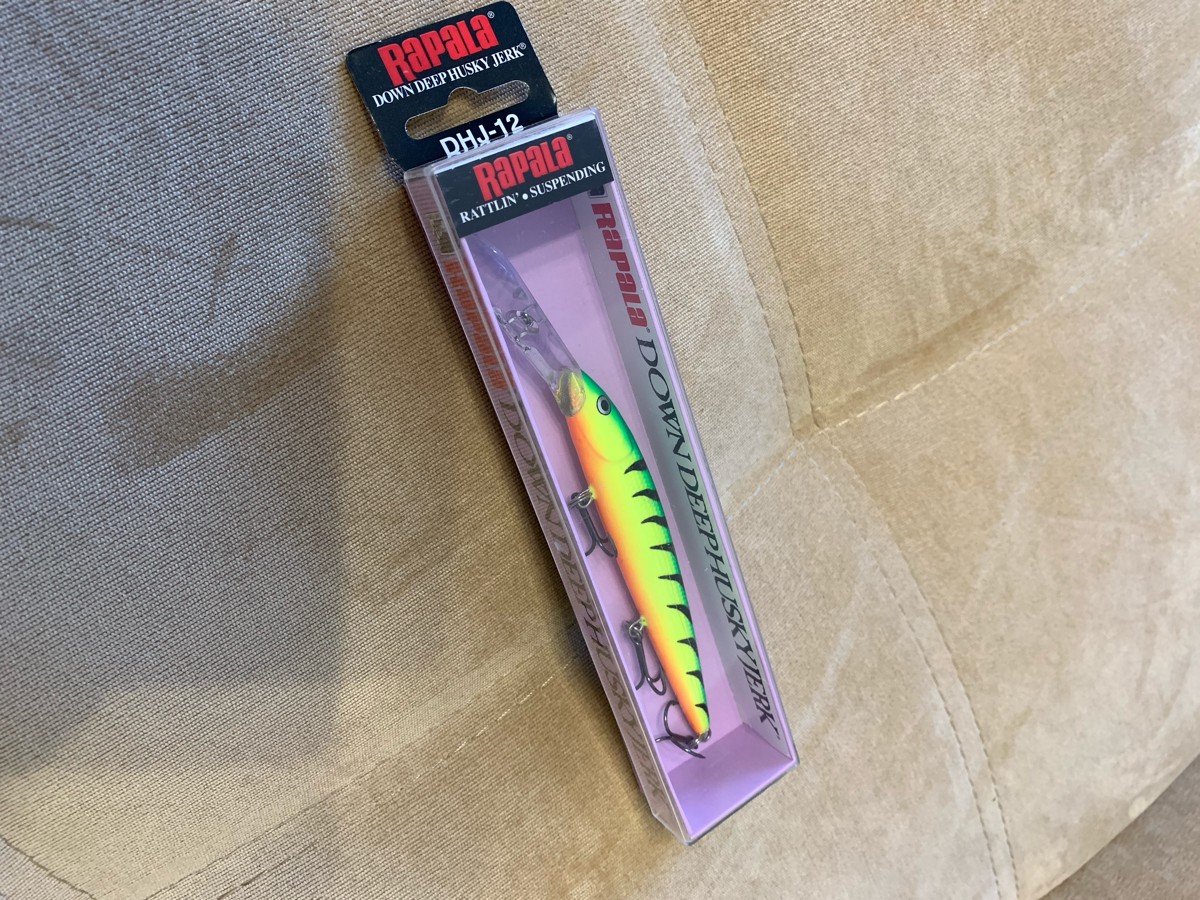 Rapala®
DOWN DEEP HUSKY JERK®
DHJ-12
Rapala®
RATTLIN' • SUSPENDING
Rapala® DOWN DEEP HUSKY JERK
DOWN DEEP HUSKY JERK